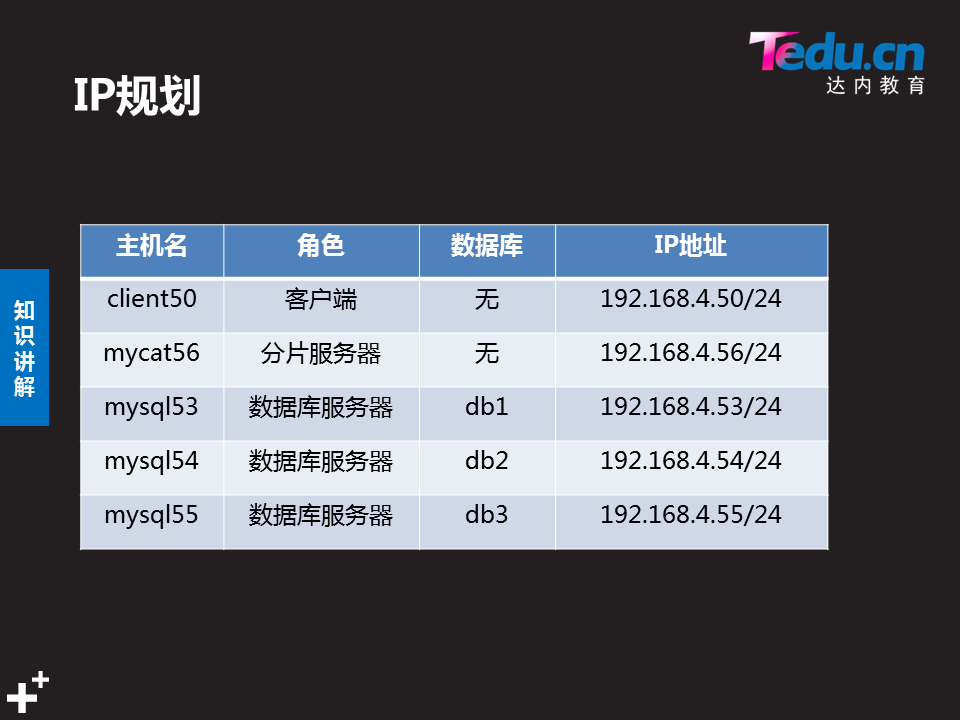 Tedu.cn
达内教育
IP规划
主机名 角色 数据库 IP地址
client50 客户端 无 192.168.4.50/24
mycat56 分片服务器 无 192.168.4.56/24
mysql53 数据库服务器 db1 192.168.4.53/24
mysql54 数据库服务器 db2 192.168.4.54/24
mysql55 数据库服务器 db3 192.168.4.55/24
知识讲解